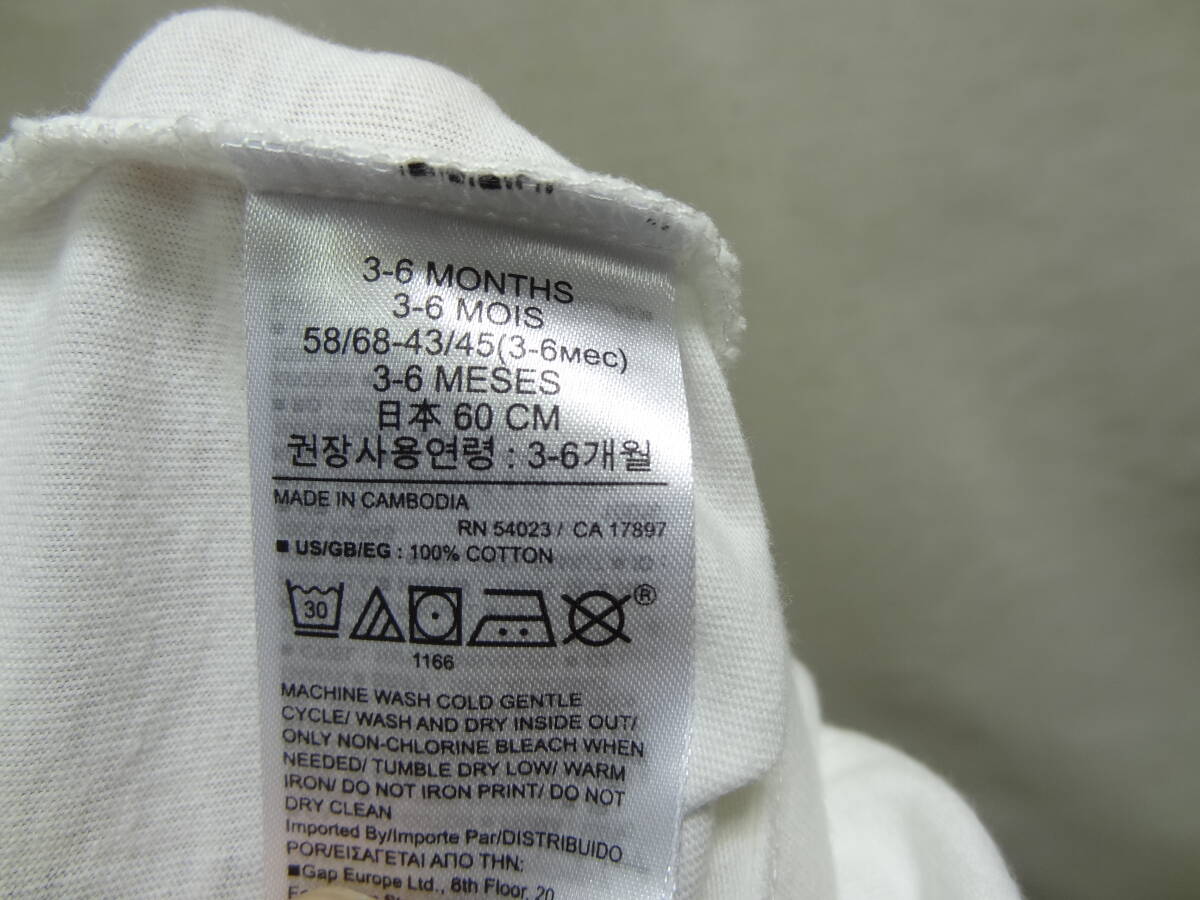 3-6 MONTHS
3-6 MOIS
58/68-43/45(3-6мес)
3-6 MESES
日本 60 CM
권장사용연령 : 3-6개월
MADE IN CAMBODIA
RN 54023 / CA 17897
■ US/GB/EG : 100% COTTON
30
®
1166
MACHINE WASH COLD GENTLE
CYCLE/ WASH AND DRY INSIDE OUT/
ONLY NON-CHLORINE BLEACH WHEN
NEEDED/ TUMBLE DRY LOW/ WARM
IRON/ DO NOT IRON PRINT/ DO NOT
DRY CLEAN
Imported By/Importe Par/DISTRIBUIDO
POR/ΕΙΣΑΓΕΤΑΙ ΑΠΟ ΤΗΝ:
■Gap Europe Ltd., 8th Floor, 20